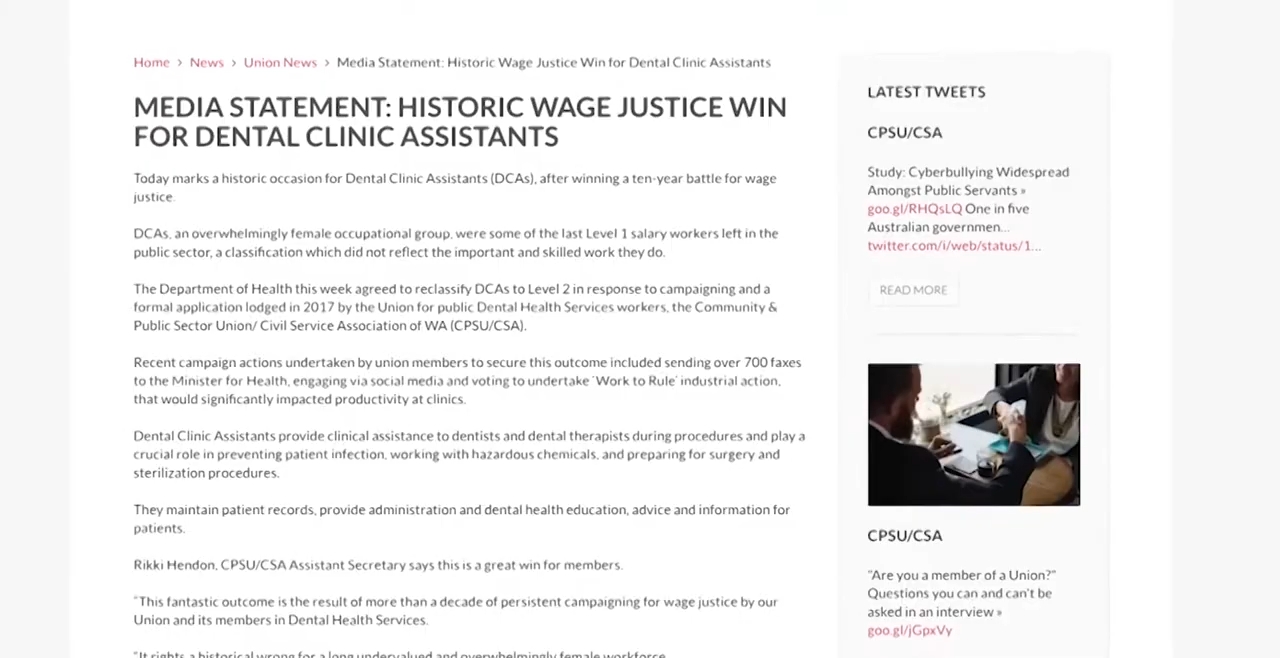 Home › News › Union News › Media Statement: Historic Wage Justice Win for Dental Clinic Assistants
MEDIA STATEMENT: HISTORIC WAGE JUSTICE WIN
FOR DENTAL CLINIC ASSISTANTS
Today marks a historic occasion for Dental Clinic Assistants (DCAs), after winning a ten-year battle for wage
justice.
DCAs, an overwhelmingly female occupational group, were some of the last Level 1 salary workers left in the
public sector, a classification which did not reflect the important and skilled work they do.
The Department of Health this week agreed to reclassify DCAs to Level 2 in response to campaigning and a
formal application lodged in 2017 by the Union for public Dental Health Services workers, the Community &
Public Sector Union/ Civil Service Association of WA (CPSU/CSA).
Recent campaign actions undertaken by union members to secure this outcome included sending over 700 faxes
to the Minister for Health, engaging via social media and voting to undertake 'Work to Rule' industrial action,
that would significantly impacted productivity at clinics.
Dental Clinic Assistants provide clinical assistance to dentists and dental therapists during procedures and play a
crucial role in preventing patient infection, working with hazardous chemicals, and preparing for surgery and
sterilization procedures.
They maintain patient records, provide administration and dental health education, advice and information for
patients.
Rikki Hendon, CPSU/CSA Assistant Secretary says this is a great win for members.
"This fantastic outcome is the result of more than a decade of persistent campaigning for wage justice by our
Union and its members in Dental Health Services.
"It rights a historical wrong for a long undervalued and overwhelmingly female workforce.
LATEST TWEETS
CPSU/CSA
Study: Cyberbullying Widespread
Amongst Public Servants »
goo.gl/RHQsLQ One in five
Australian governmen...
twitter.com/i/web/status/1...
READ MORE
CPSU/CSA
"Are you a member of a Union?"
Questions you can and can't be
asked in an interview »
goo.gl/jGpxVy